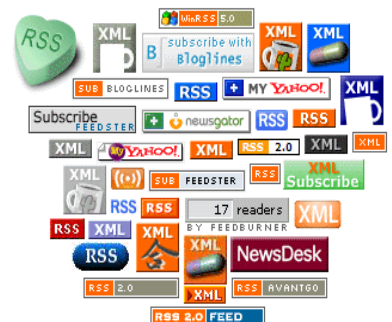 WinRSS 5.0
RSS
XML
subscribe with
B Bloglines
XML
XML
SUB BLOGLINES
RSS
MY YAHOO!
XML
Subscribe
FEEDSTER
newsgator
RSS
RSS
XML
My YAHOO!
XML
RSS 2.0
XML
XML
XML
SUB FEEDSTER
RSS
XML
Subscribe
RSS
RSS
17 readers
BY FEEDBURNER
XML
RSS
XML
RSS
XML
XML
NewsDesk
RSS 2.0
XML
RSS AVANTGO
RSS 2.0 FEED